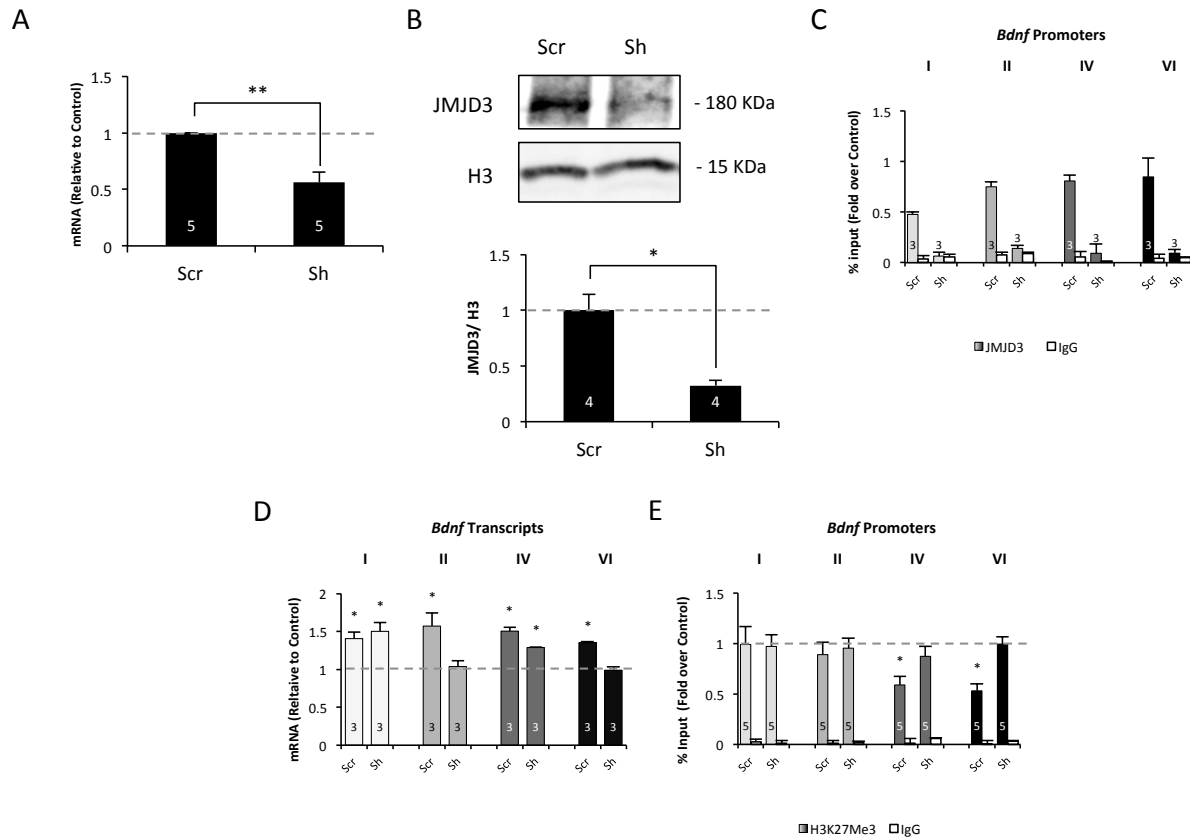 A
mRNA (Relative to Control)
1.5
1
0.5
0
**
5
5
Scr
Sh
B
Scr
Sh
JMJD3
- 180 KDa
H3
- 15 KDa
JMJD3/ H3
1.5
1
0.5
0
*
4
4
Scr
Sh
C
Bdnf Promoters
I
II
IV
VI
% input (Fold over Control)
1.5
1
0.5
0
3
3
3
3
3
3
3
3
Scr
Sh
Scr
Sh
Scr
Sh
Scr
Sh
JMJD3
IgG
D
Bdnf Transcripts
I
II
IV
VI
mRNA (Reltaive to Control)
2
1.5
1
0.5
0
*
*
*
*
*
*
3
3
3
3
3
3
3
3
Scr
Sh
Scr
Sh
Scr
Sh
Scr
Sh
E
Bdnf Promoters
I
II
IV
VI
% Input (Fold over Control)
1.5
1
0.5
0
*
*
5
5
5
5
5
5
5
5
Scr
Sh
Scr
Sh
Scr
Sh
Scr
Sh
H3K27Me3
IgG